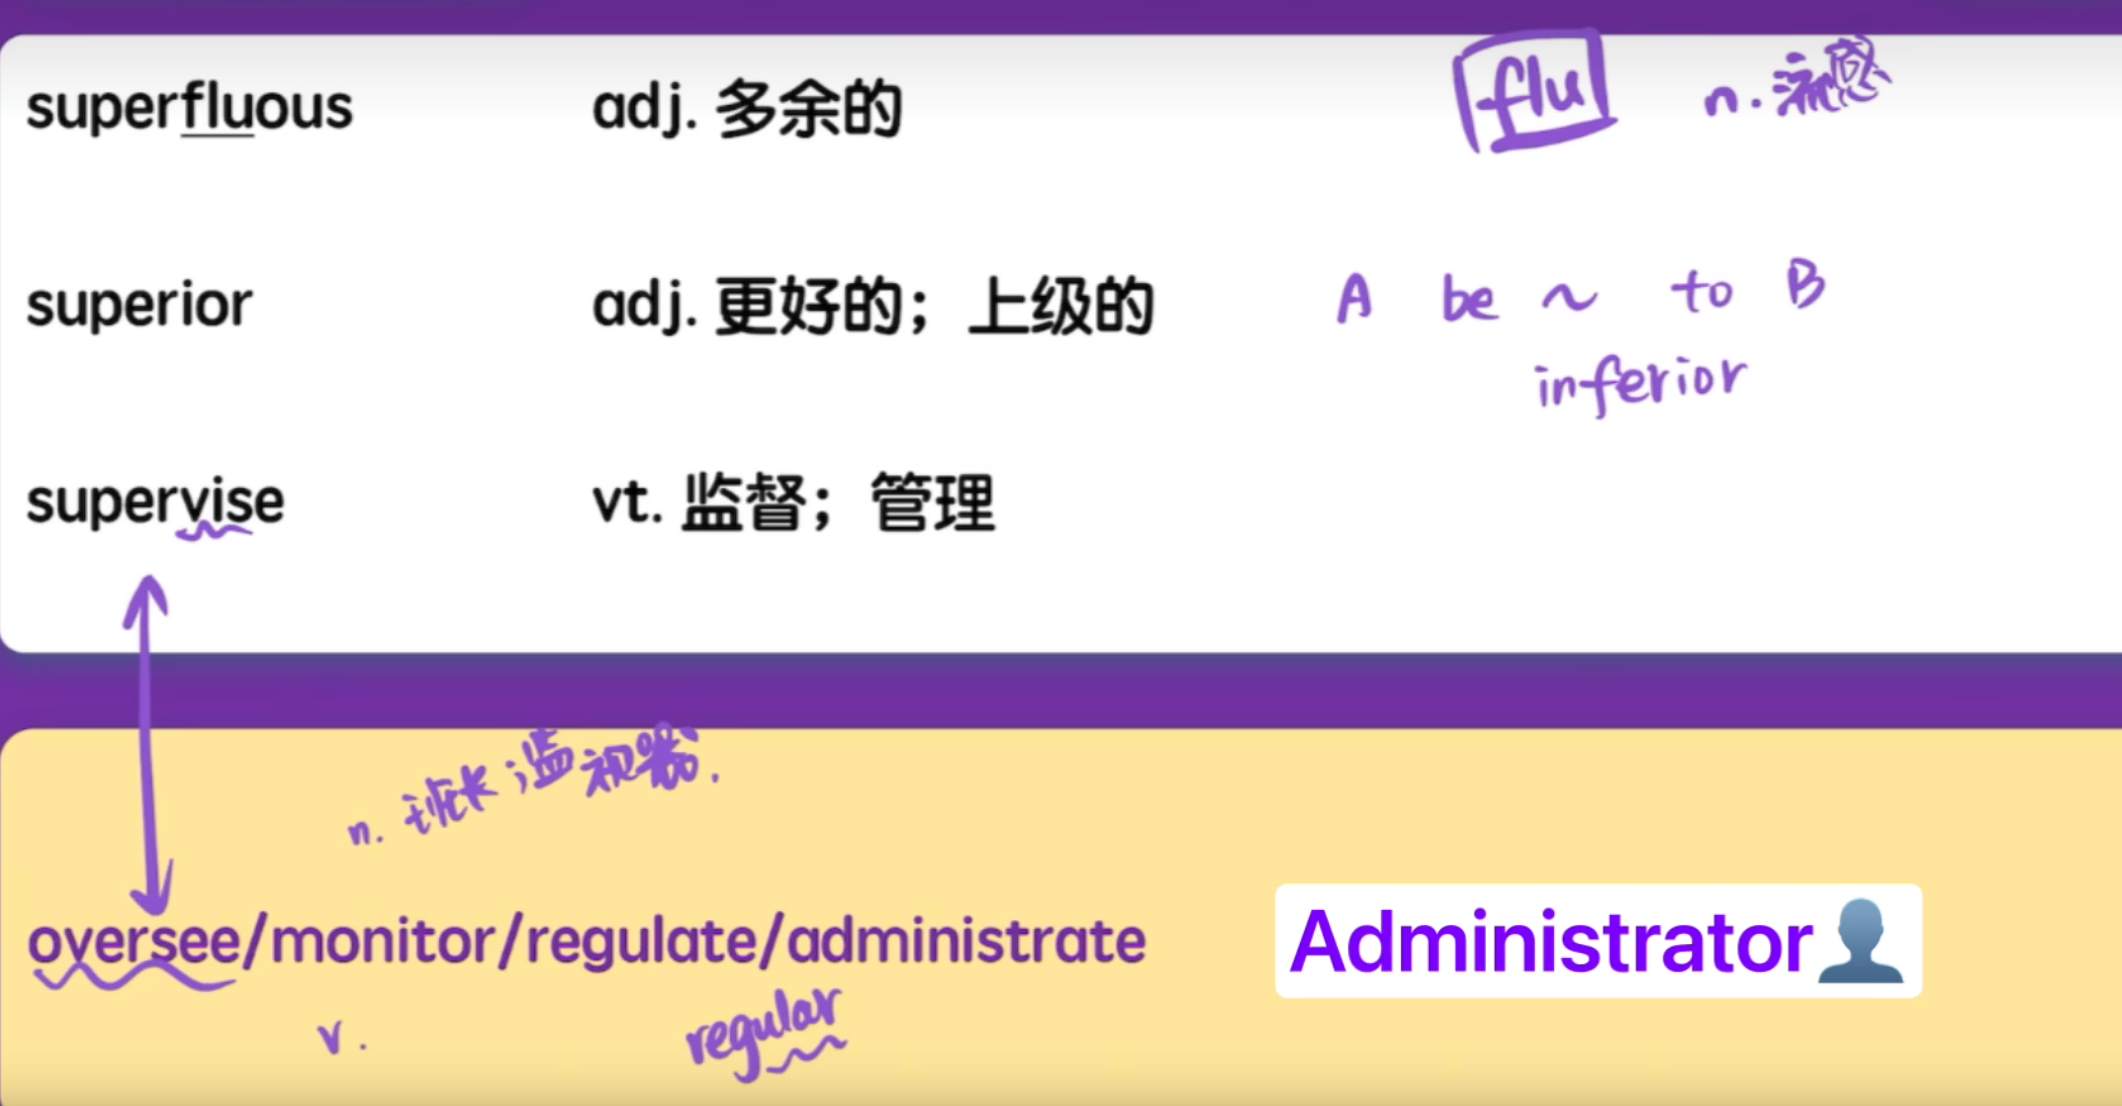 superfluous adj. 多余的 flu n. 流感
superior adj. 更好的；上级的 A be ~ to B
inferior
supervise vt. 监督；管理
n. 班长；监视器.
oversee/monitor/regulate/administrate Administrator👤
v. regular